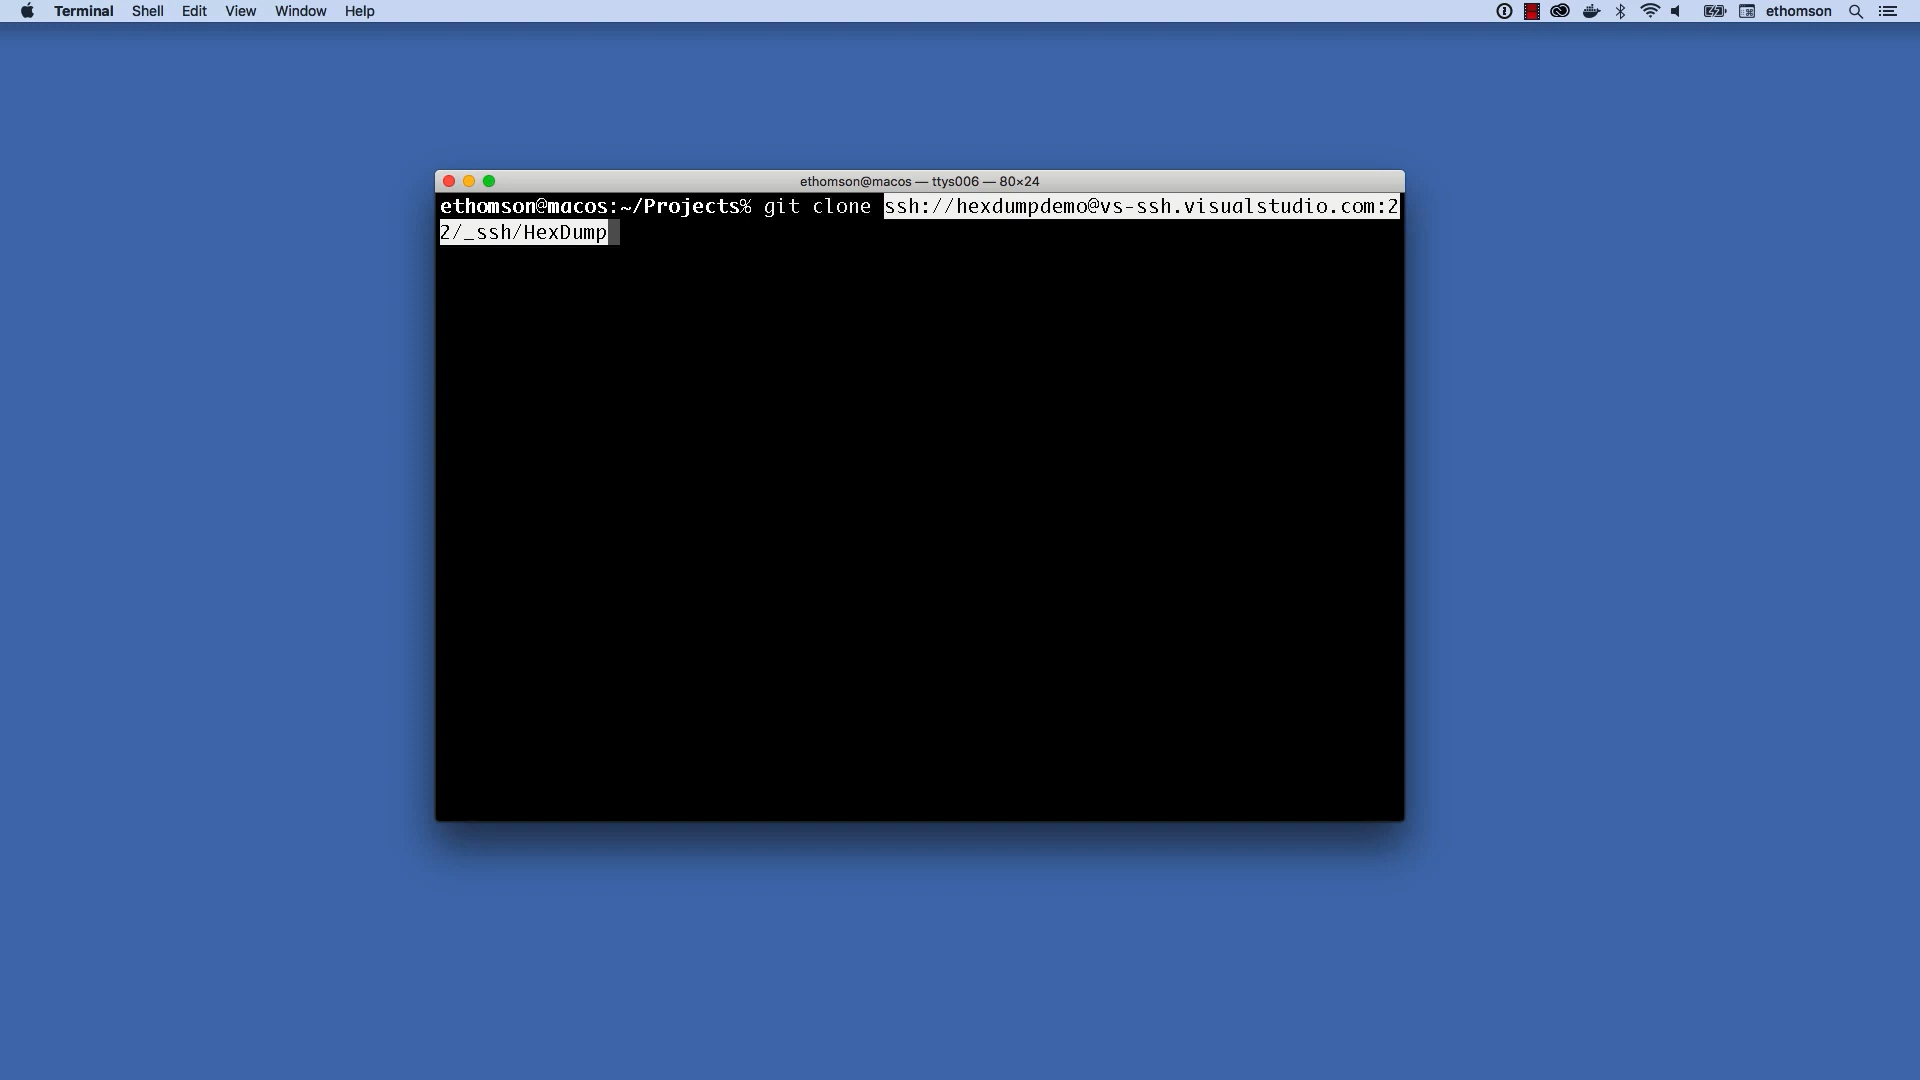 Terminal Shell Edit View Window Help ethomson
ethomson@macos — ttys006 — 80×24
ethomson@macos:~/Projects% git clone ssh://hexdumpdemo@vs-ssh.visualstudio.com:2
2/_ssh/HexDump